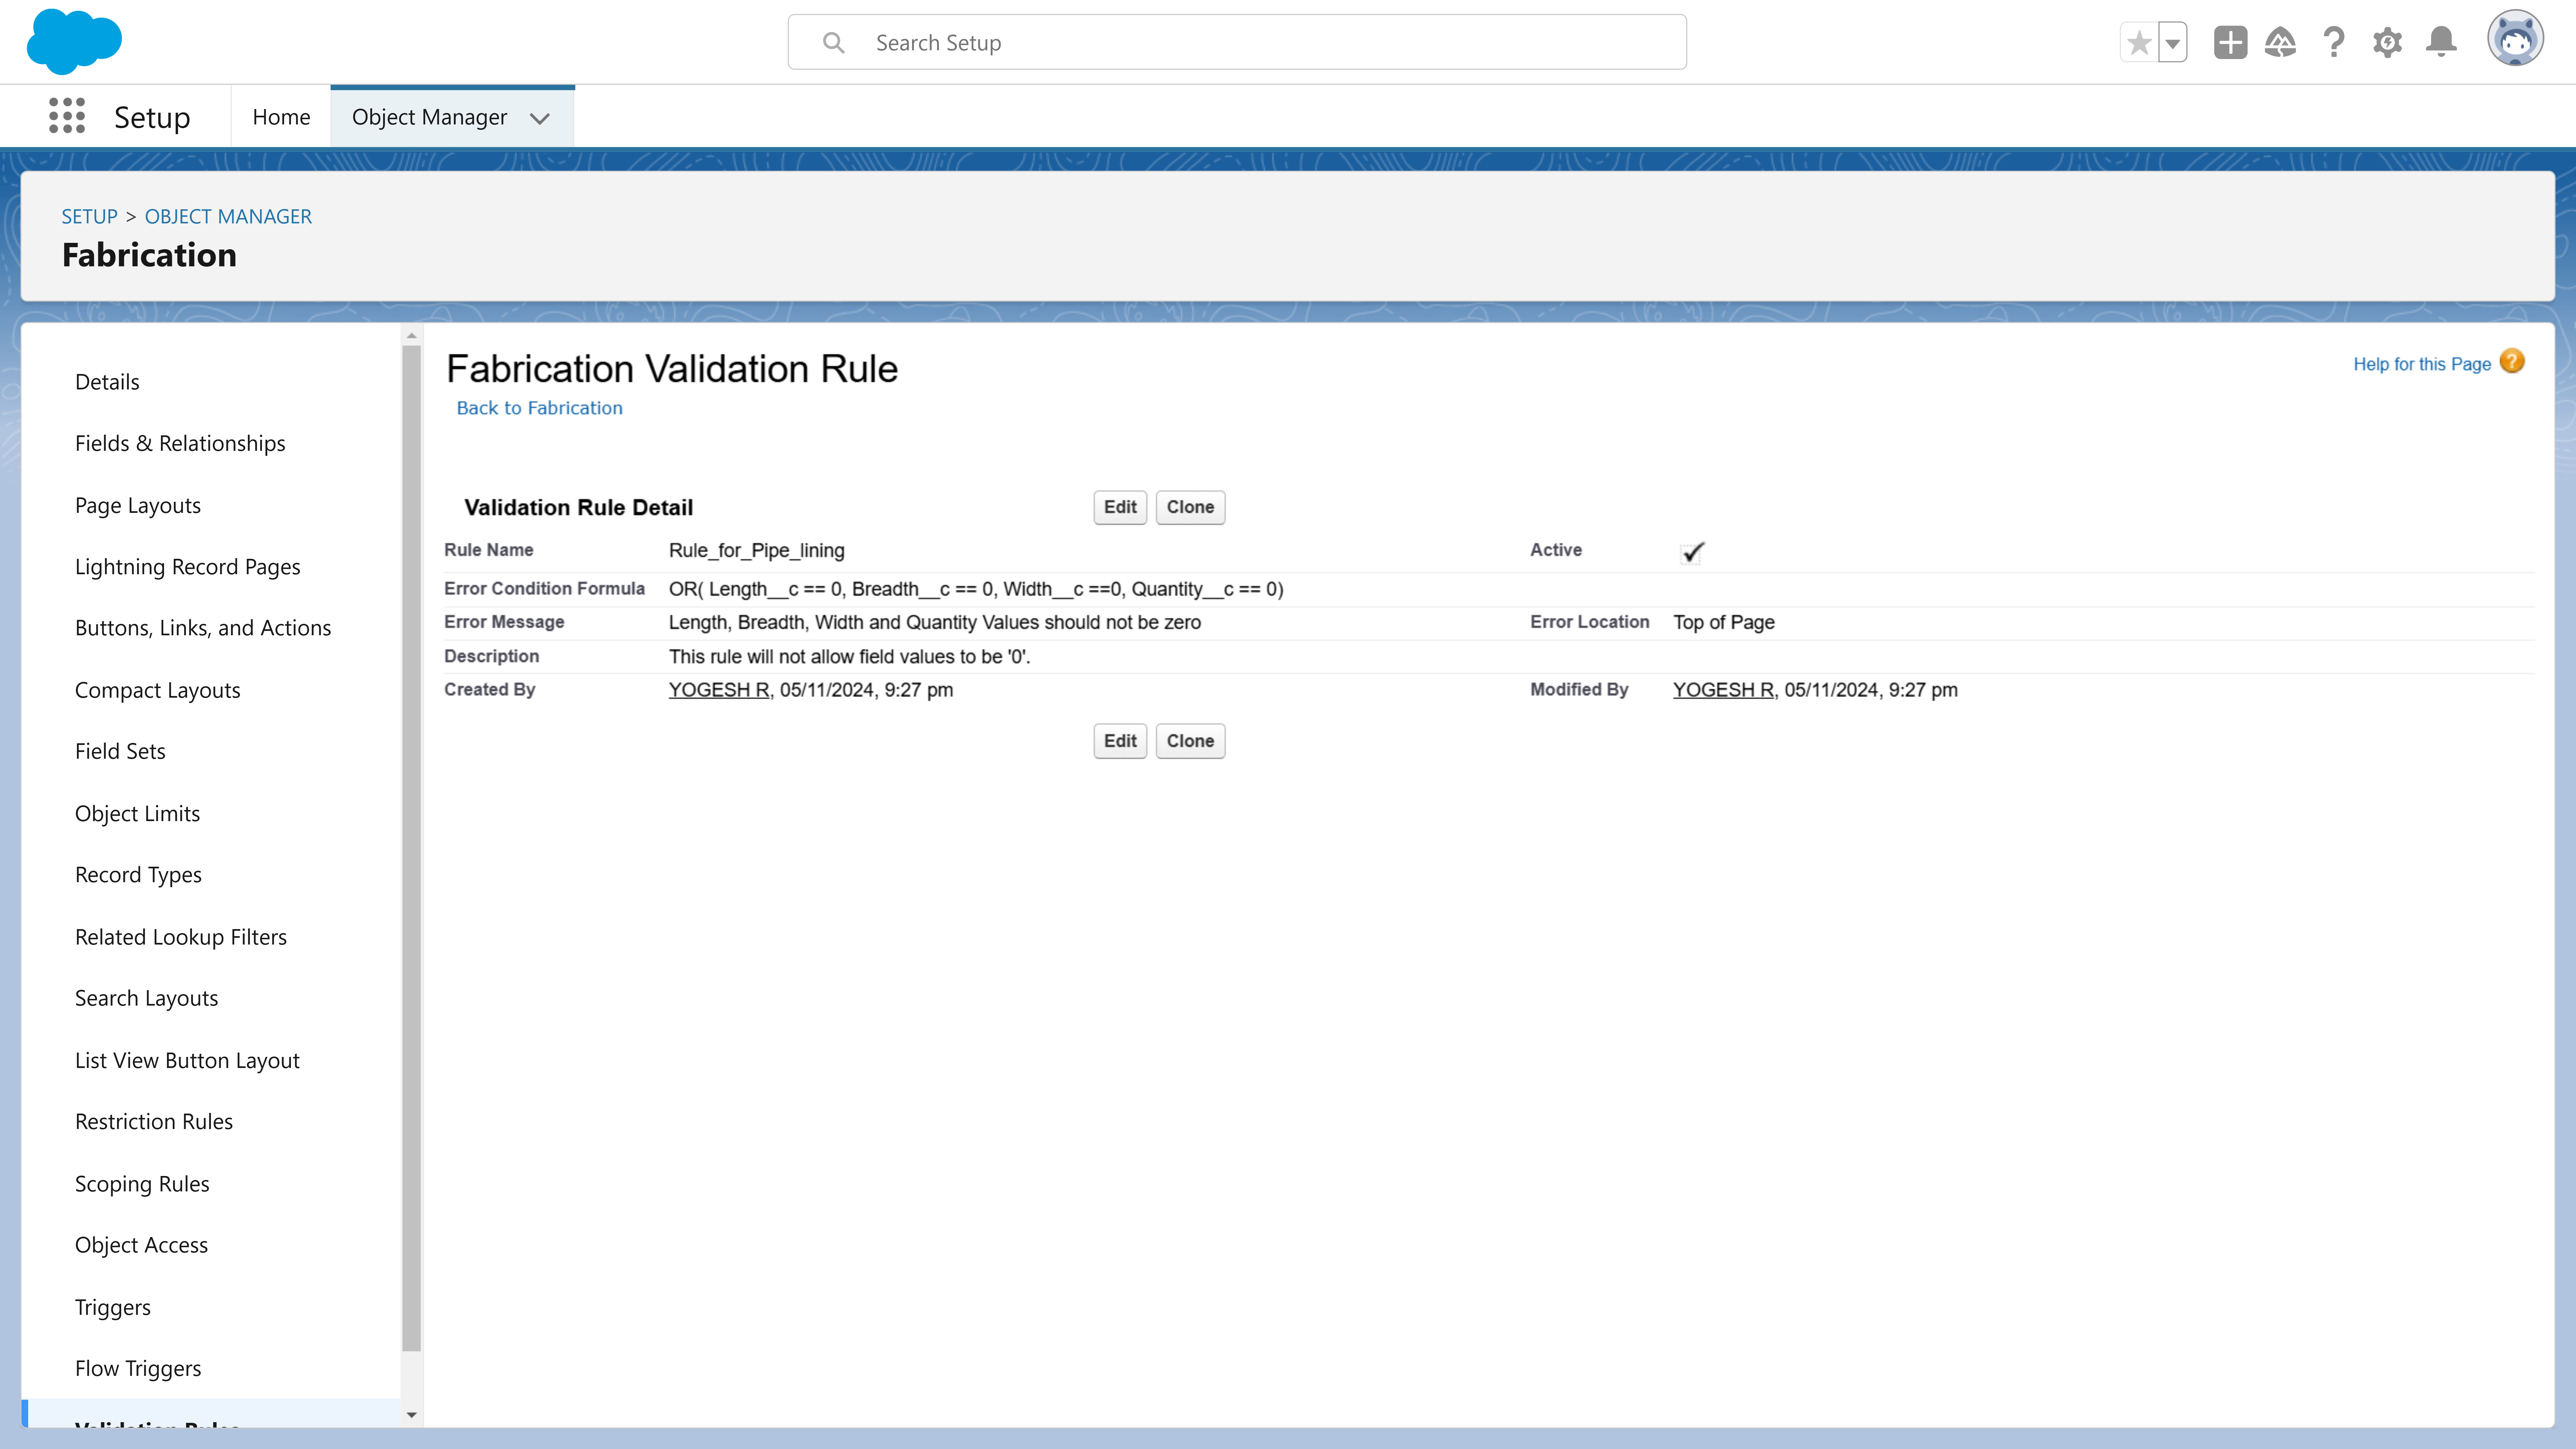 Search Setup
Setup
Home
Object Manager
SETUP > OBJECT MANAGER
Fabrication
Details
Fields & Relationships
Page Layouts
Lightning Record Pages
Buttons, Links, and Actions
Compact Layouts
Field Sets
Object Limits
Record Types
Related Lookup Filters
Search Layouts
List View Button Layout
Restriction Rules
Scoping Rules
Object Access
Triggers
Flow Triggers
Validation Rules
Fabrication Validation Rule
Help for this Page
Back to Fabrication
Validation Rule Detail
Edit Clone
Rule Name Rule_for_Pipe_lining Active
Error Condition Formula OR( Length__c == 0, Breadth__c == 0, Width__c ==0, Quantity__c == 0)
Error Message Length, Breadth, Width and Quantity Values should not be zero Error Location Top of Page
Description This rule will not allow field values to be '0'.
Created By YOGESH R, 05/11/2024, 9:27 pm Modified By YOGESH R, 05/11/2024, 9:27 pm
Edit Clone